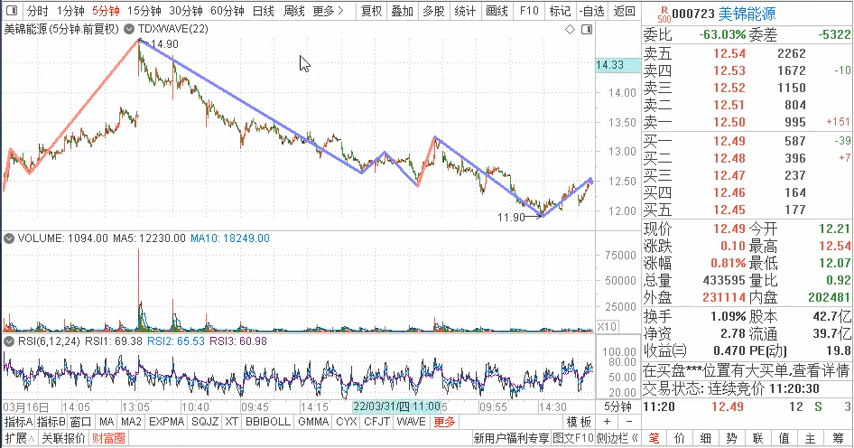 分时 1分钟 5分钟 15分钟 30分钟 60分钟 日线 周线 更多 > 复权 叠加 多股 统计 画线 F10 标记 -自选 返回
R 500 000723 美锦能源
美锦能源 (5分钟.前复权) TDXWAVE(22)
14.90
14.33
14.00
13.50
13.00
12.50
12.00
11.90
VOLUME: 1094.00 MA5: 12230.00 MA10: 18249.00
75000
50000
25000
X10
RSI(6,12,24) RSI1: 69.38 RSI2: 65.53 RSI3: 60.98
100.00
80.00
50.00
20.00
03月16日 14:05 13:05 10:40 09:45 14:15 22/03/31/四 11:00 5 09:55 14:30 5分钟
指标A 指标B 窗口 MA MA2 EXPMA SQJZ XT BBIBOLL GMMA CYX CFJT WAVE 更多 模板 + -
扩展∧ 关联报价 财富圈 新用户福利专享 图文F10 侧边栏《
委比 -63.03% 委差 -5322
卖五 12.54 2262
卖四 12.53 1672 -10
卖三 12.52 1150
卖二 12.51 804
卖一 12.50 995 +151
买一 12.49 587 -39
买二 12.48 396 +7
买三 12.47 237
买四 12.46 164
买五 12.45 177
现价 12.49 今开 12.21
涨跌 0.10 最高 12.54
涨幅 0.81% 最低 12.07
总量 433595 量比 0.92
外盘 231114 内盘 202481
换手 1.09% 股本 42.7亿
净资 2.78 流通 39.7亿
收益㈢ 0.470 PE(动) 19.8
在买盘***位置有大买单,查看详情
交易状态: 连续竞价 11:20:30
11:20 12.49 12 S 3
笔 价 细 势 联 值 主 筹